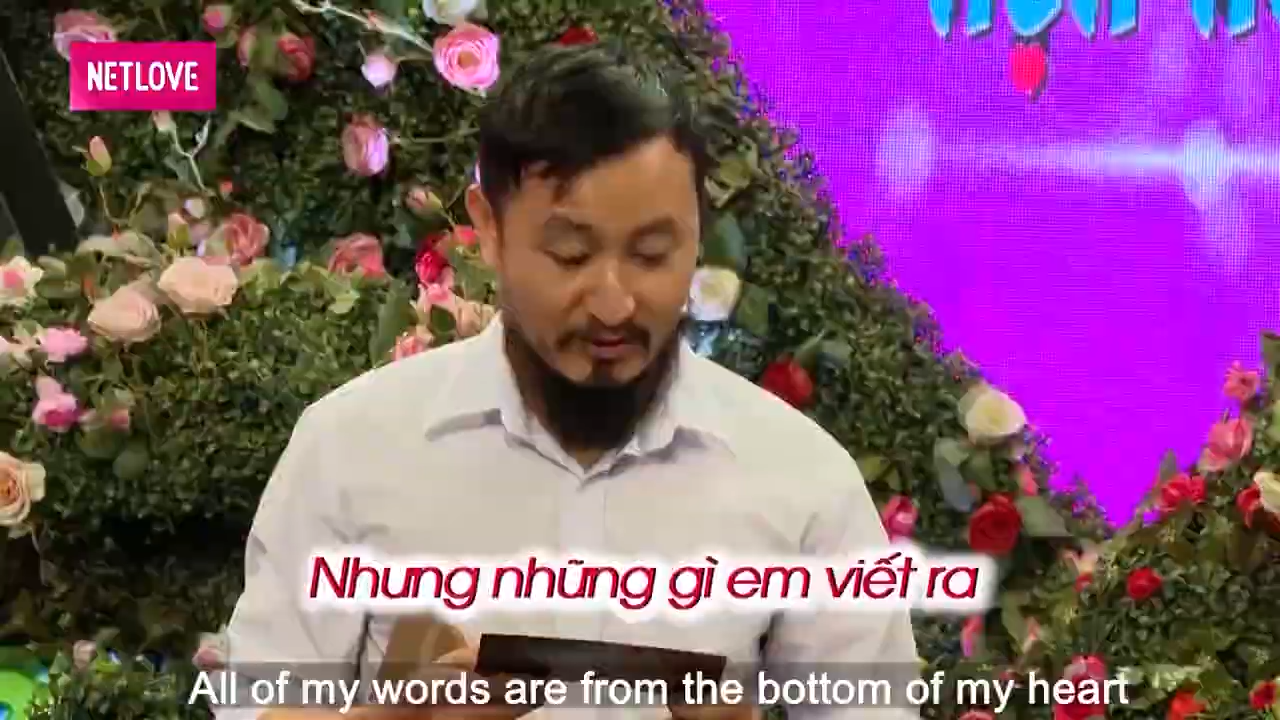 NETLOVE
Nhưng những gì em viết ra
All of my words are from the bottom of my heart